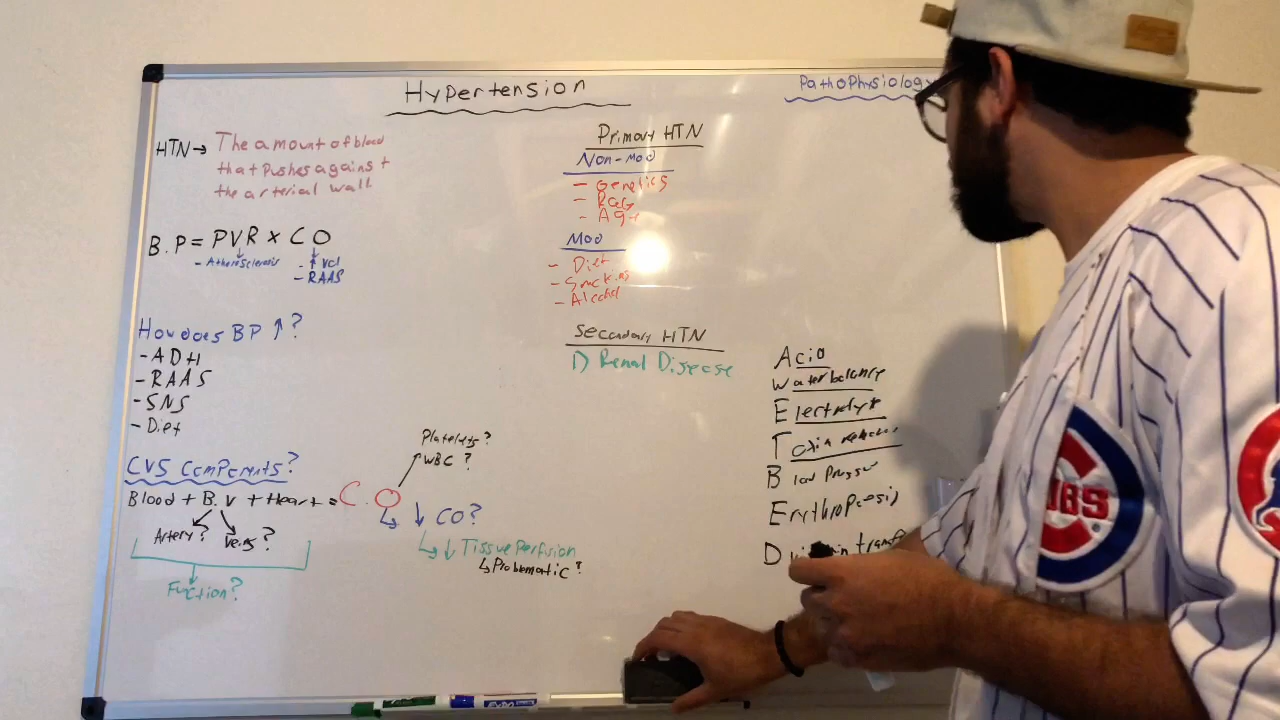 Hypertension
PathoPhysiology
HTN→ The amount of blood
that pushes against
the arterial wall
B.P = PVR x CO
- AtheroSclerosis
- ↑ Vol
- RAAS
How does BP ↑?
- ADH
- RAAS
- SNS
- Diet
CVS Components?
Blood + B.V + Heart = C.O
Artery? Veins?
Function?
Platelets?
WBC?
↓ CO?
↓ Tissue Perfusion
↳ Problematic?
Primary HTN
Non-Mod
- Genetics
- Race
- Age
Mod
- Diet
- Smoking
- Alcohol
Secondary HTN
1) Renal Disease
Acid
Water balance
Electrolyte
Toxin
Blood Pressure
Erythropoesis
D
CUBS